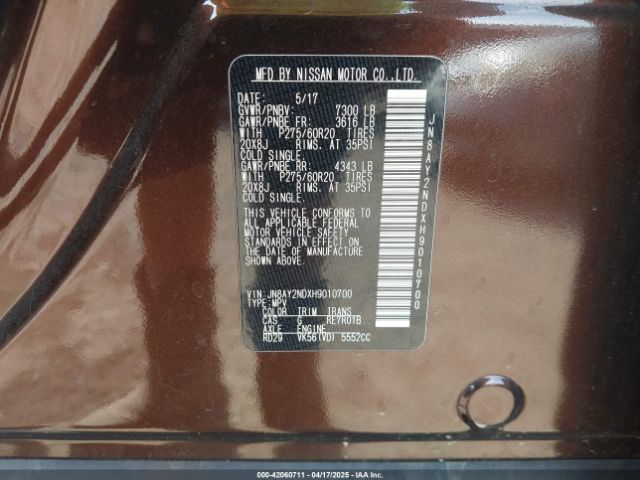 MFD BY NISSAN MOTOR CO.,LTD.
DATE: 5/17
GVWR/PNBV: 7300 LB
GAWR/PNBE FR: 3616 LB
WITH P275/60R20 TIRES
20X8J RIMS. AT 35PSI
COLD SINGLE.
GAWR/PNBE RR: 4343 LB
WITH P275/60R20 TIRES
20X8J RIMS. AT 35PSI
COLD SINGLE.
THIS VEHICLE CONFORMS TO
ALL APPLICABLE FEDERAL
MOTOR VEHICLE SAFETY
STANDARDS IN EFFECT ON
THE DATE OF MANUFACTURE
SHOWN ABOVE.
VIN:JN8AY2NDXH9010700
TYPE:MPV
COLOR TRIM TRANS
CAS G RE7R01B
AXLE ENGINE
RD29 VK56(VD) 5552CC
JN8AY2NDXH9010700
000-42060711 - 04/17/2025 - IAAI.COM